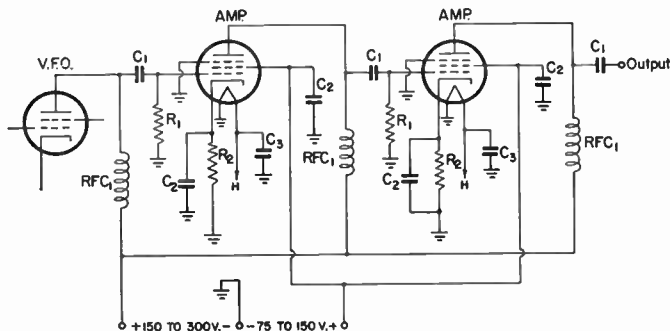 AMP.
AMP.
V.F.O.
C1
C1
C1
Output
C2
C2
R1
R1
RFC1
RFC1
RFC1
R2
C3
R2
C3
C2
H
C2
H
+150 TO 300V.-
-75 TO 150V.+